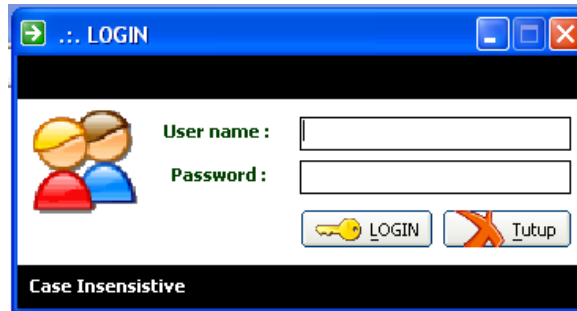 .:. LOGIN
User name :
Password :
LOGIN Tutup
Case Insensistive